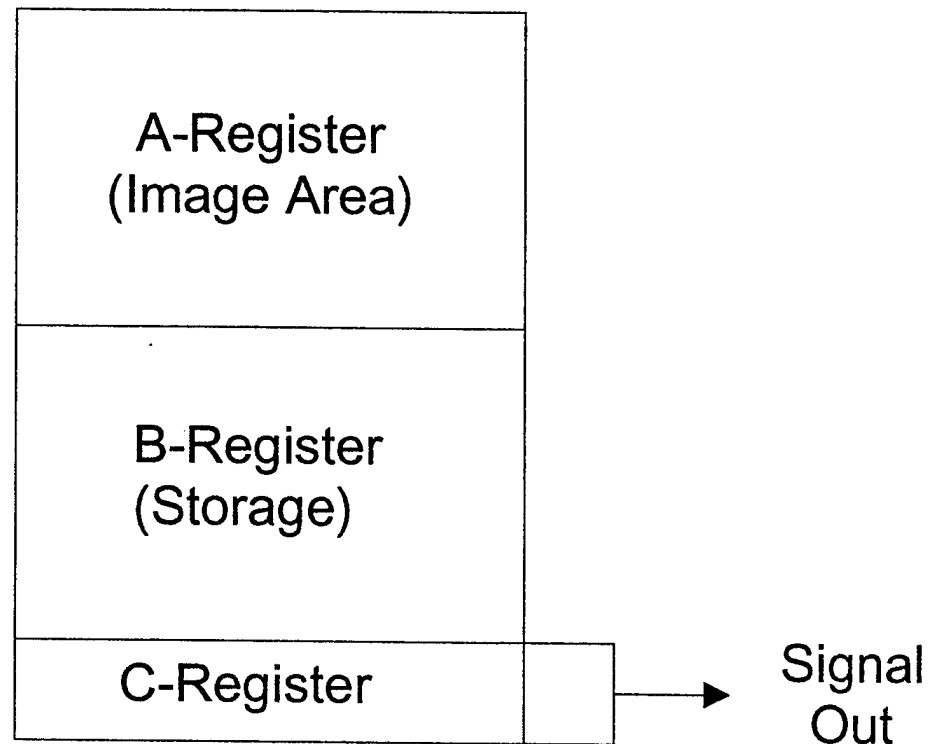 A-Register
(Image Area)
B-Register
(Storage)
C-Register
Signal
Out